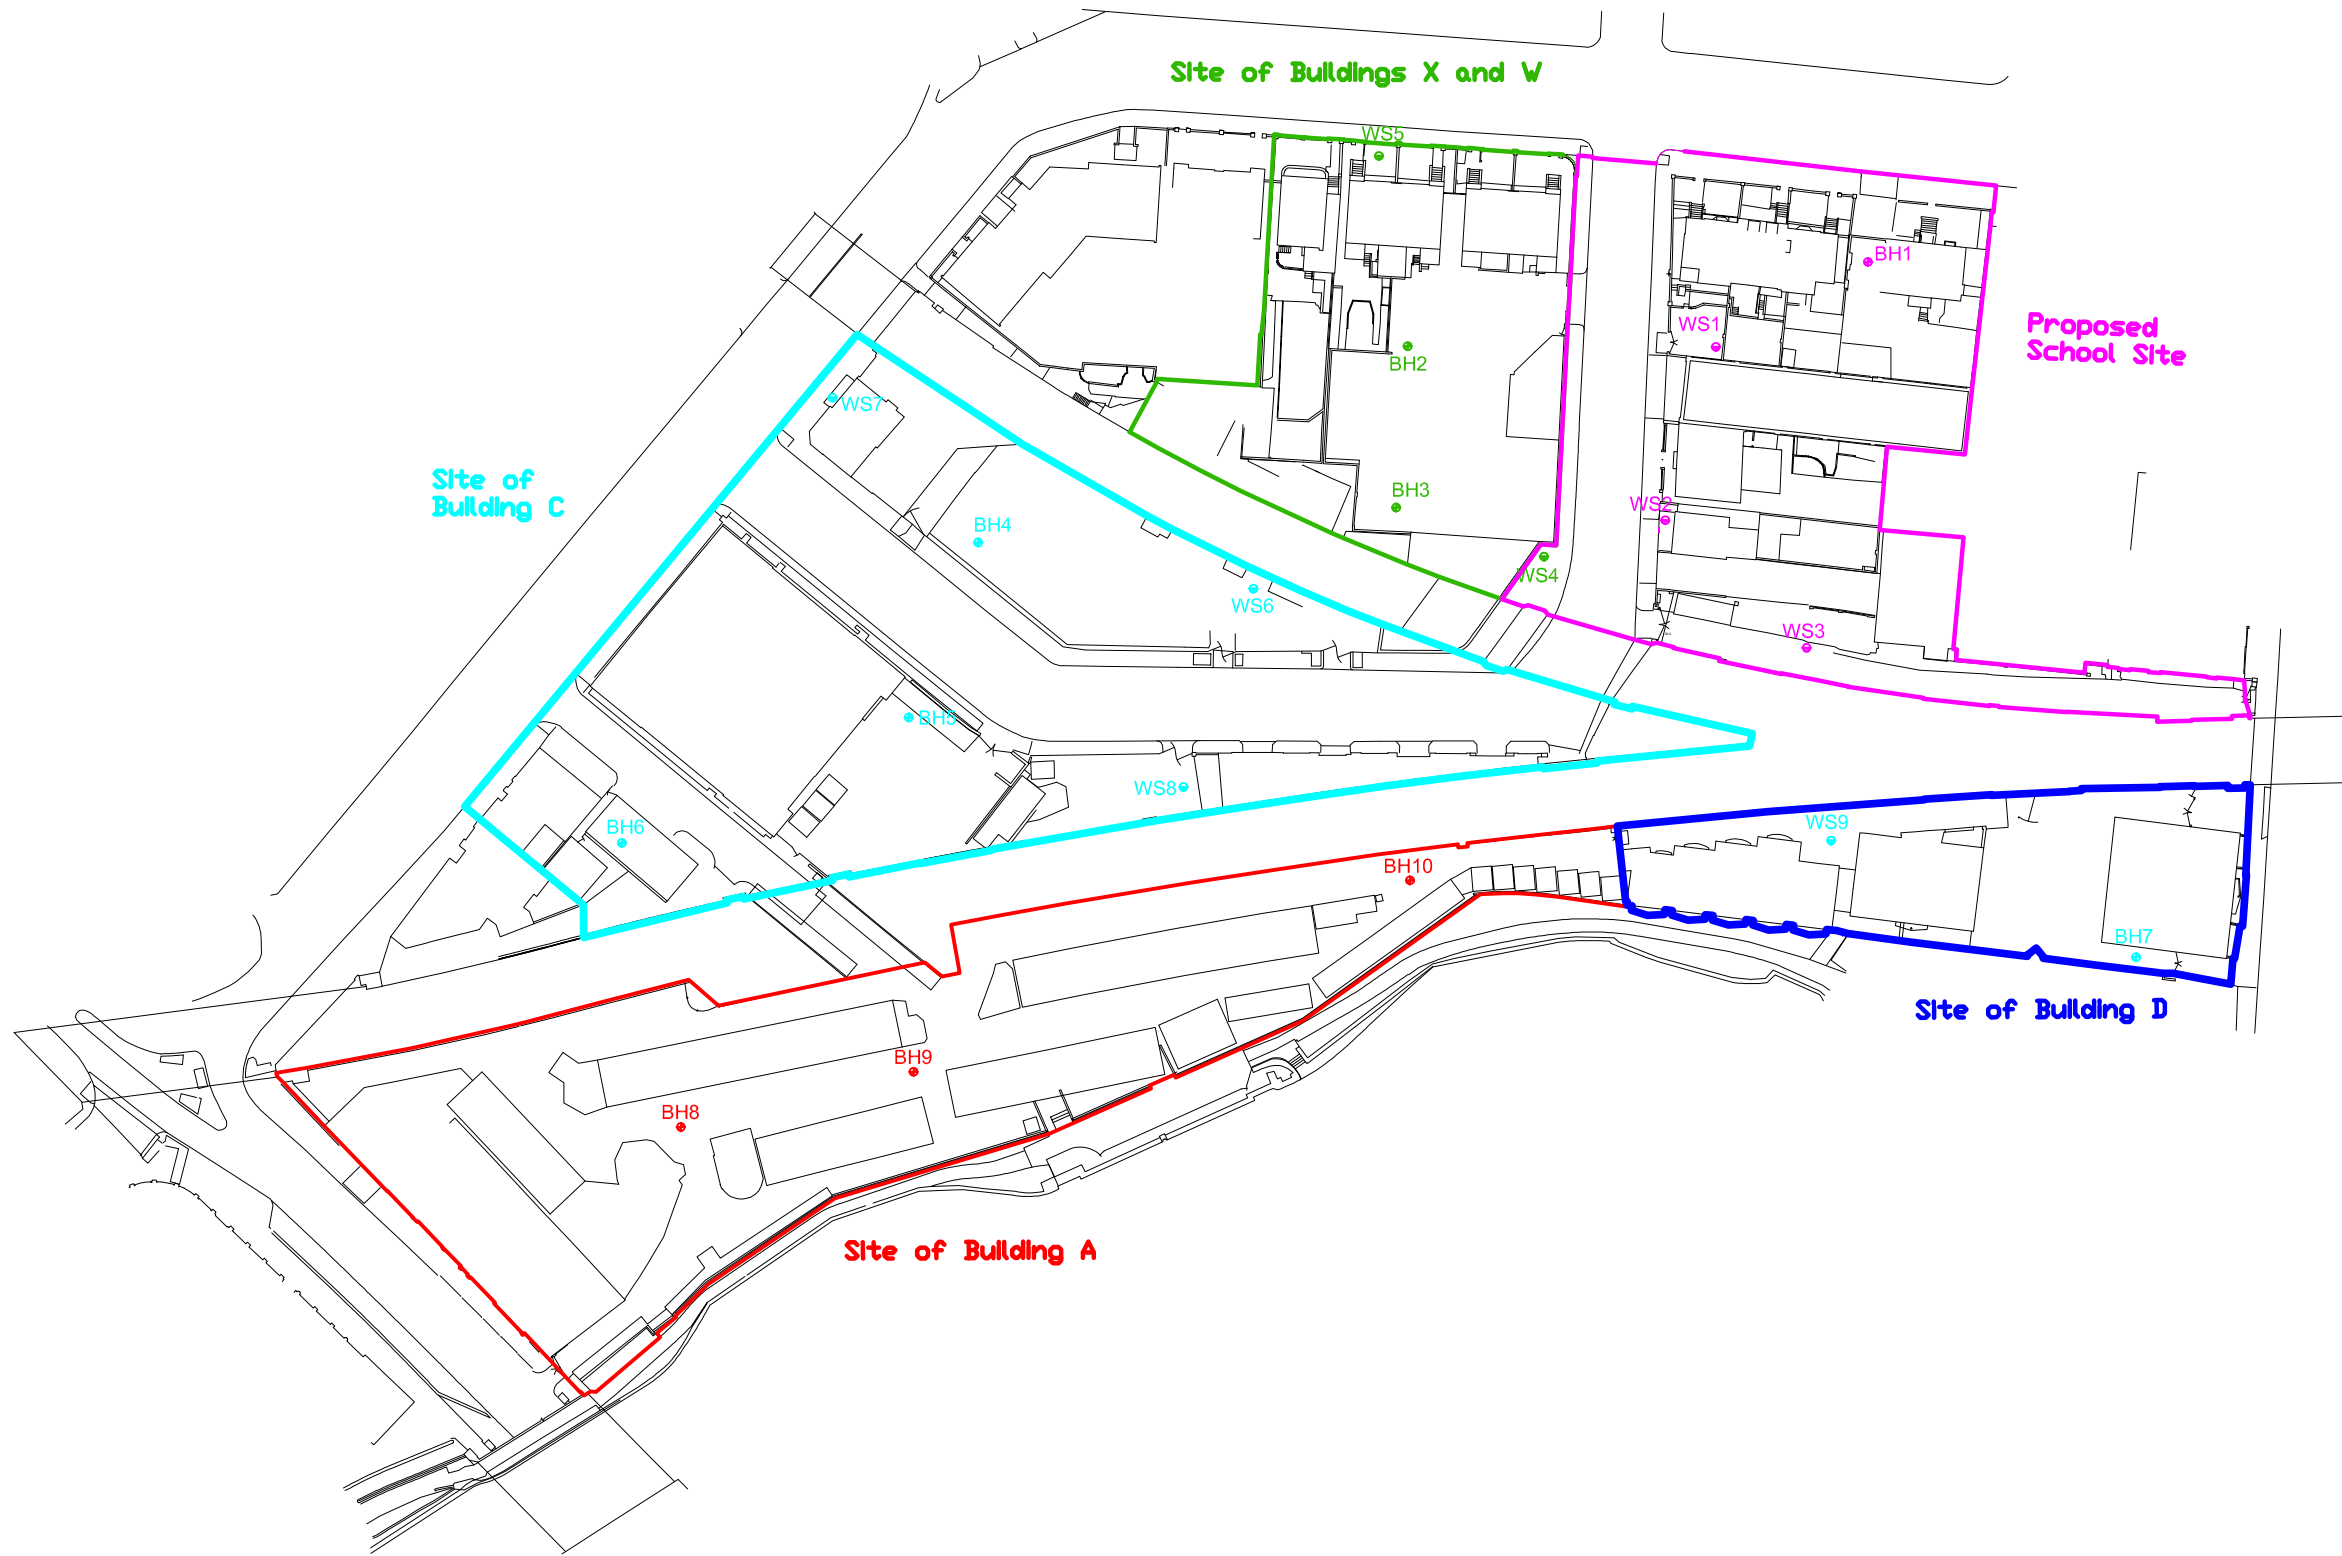 Site of Buildings X and W
WS5
BH1
WS1
Proposed
School Site
BH2
WS7
Site of
Building C
BH3
WS2
BH4
WS4
WS6
WS3
BH5
WS8
BH6
WS9
BH10
BH7
Site of Building D
BH9
BH8
Site of Building A